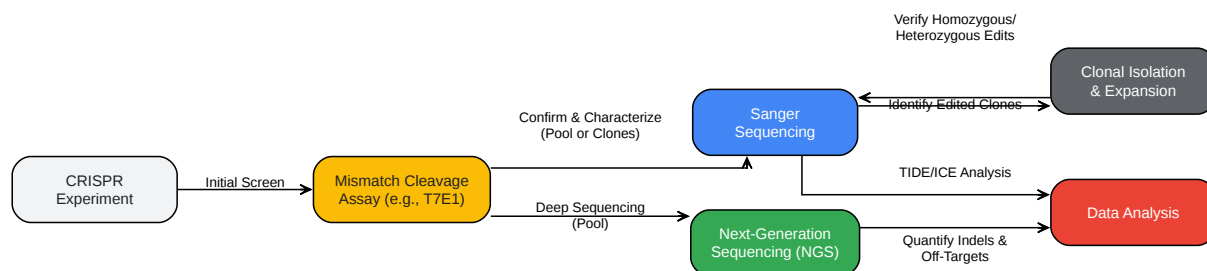 CRISPR
Experiment
Initial Screen
Mismatch Cleavage
Assay (e.g., T7E1)
Confirm & Characterize
(Pool or Clones)
Deep Sequencing
(Pool)
Sanger
Sequencing
Next-Generation
Sequencing (NGS)
Verify Homozygous/
Heterozygous Edits
Identify Edited Clones
TIDE/ICE Analysis
Quantify Indels &
Off-Targets
Clonal Isolation
& Expansion
Data Analysis